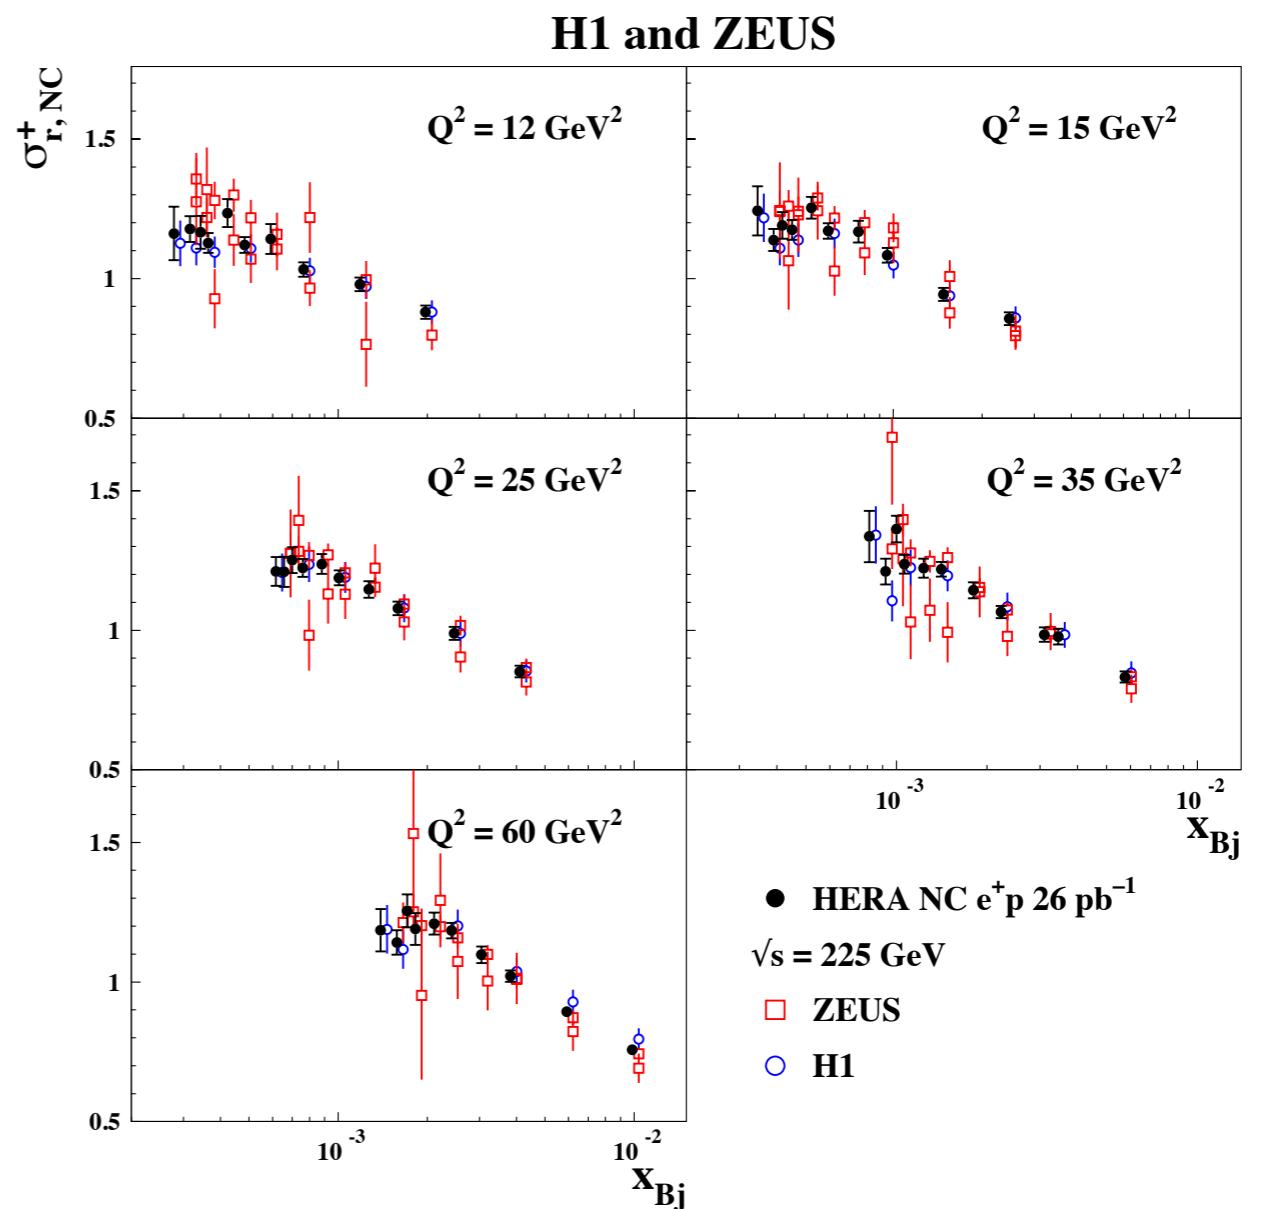 H1 and ZEUS
σ⁺r, NC
Q² = 12 GeV²
Q² = 15 GeV²
1.5
1
0.5
Q² = 25 GeV²
Q² = 35 GeV²
1.5
1
0.5
10⁻³
10⁻²
xBj
Q² = 60 GeV²
1.5
1
0.5
10⁻³
10⁻²
xBj
HERA NC e⁺p 26 pb⁻¹
√s = 225 GeV
ZEUS
H1